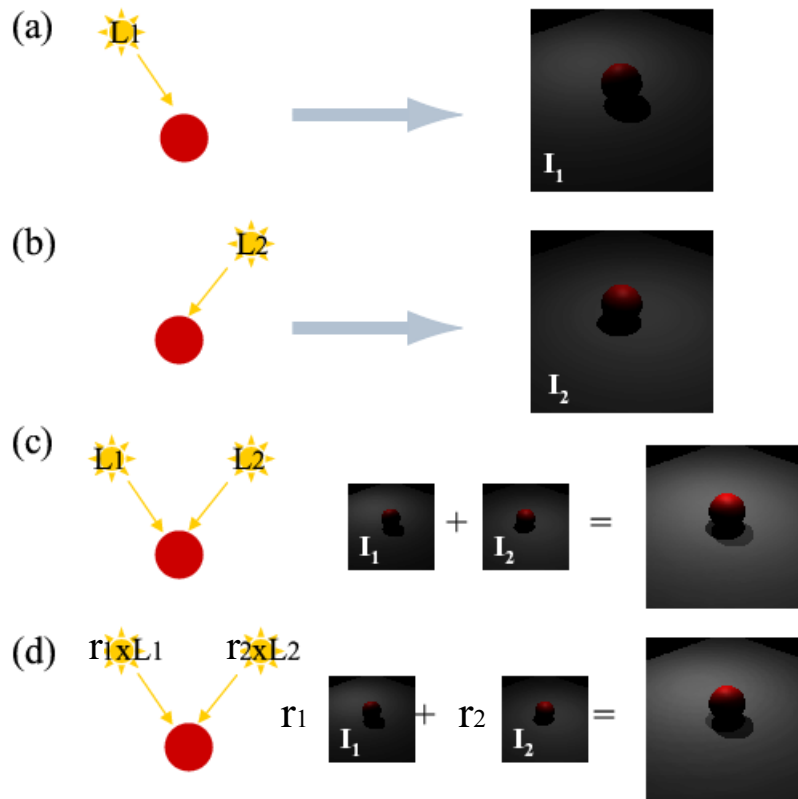 (a)
L1
I1
(b)
L2
I2
(c)
L1 L2
I1 + I2 =
(d)
r1xL1 r2xL2
r1 I1 + r2 I2 =